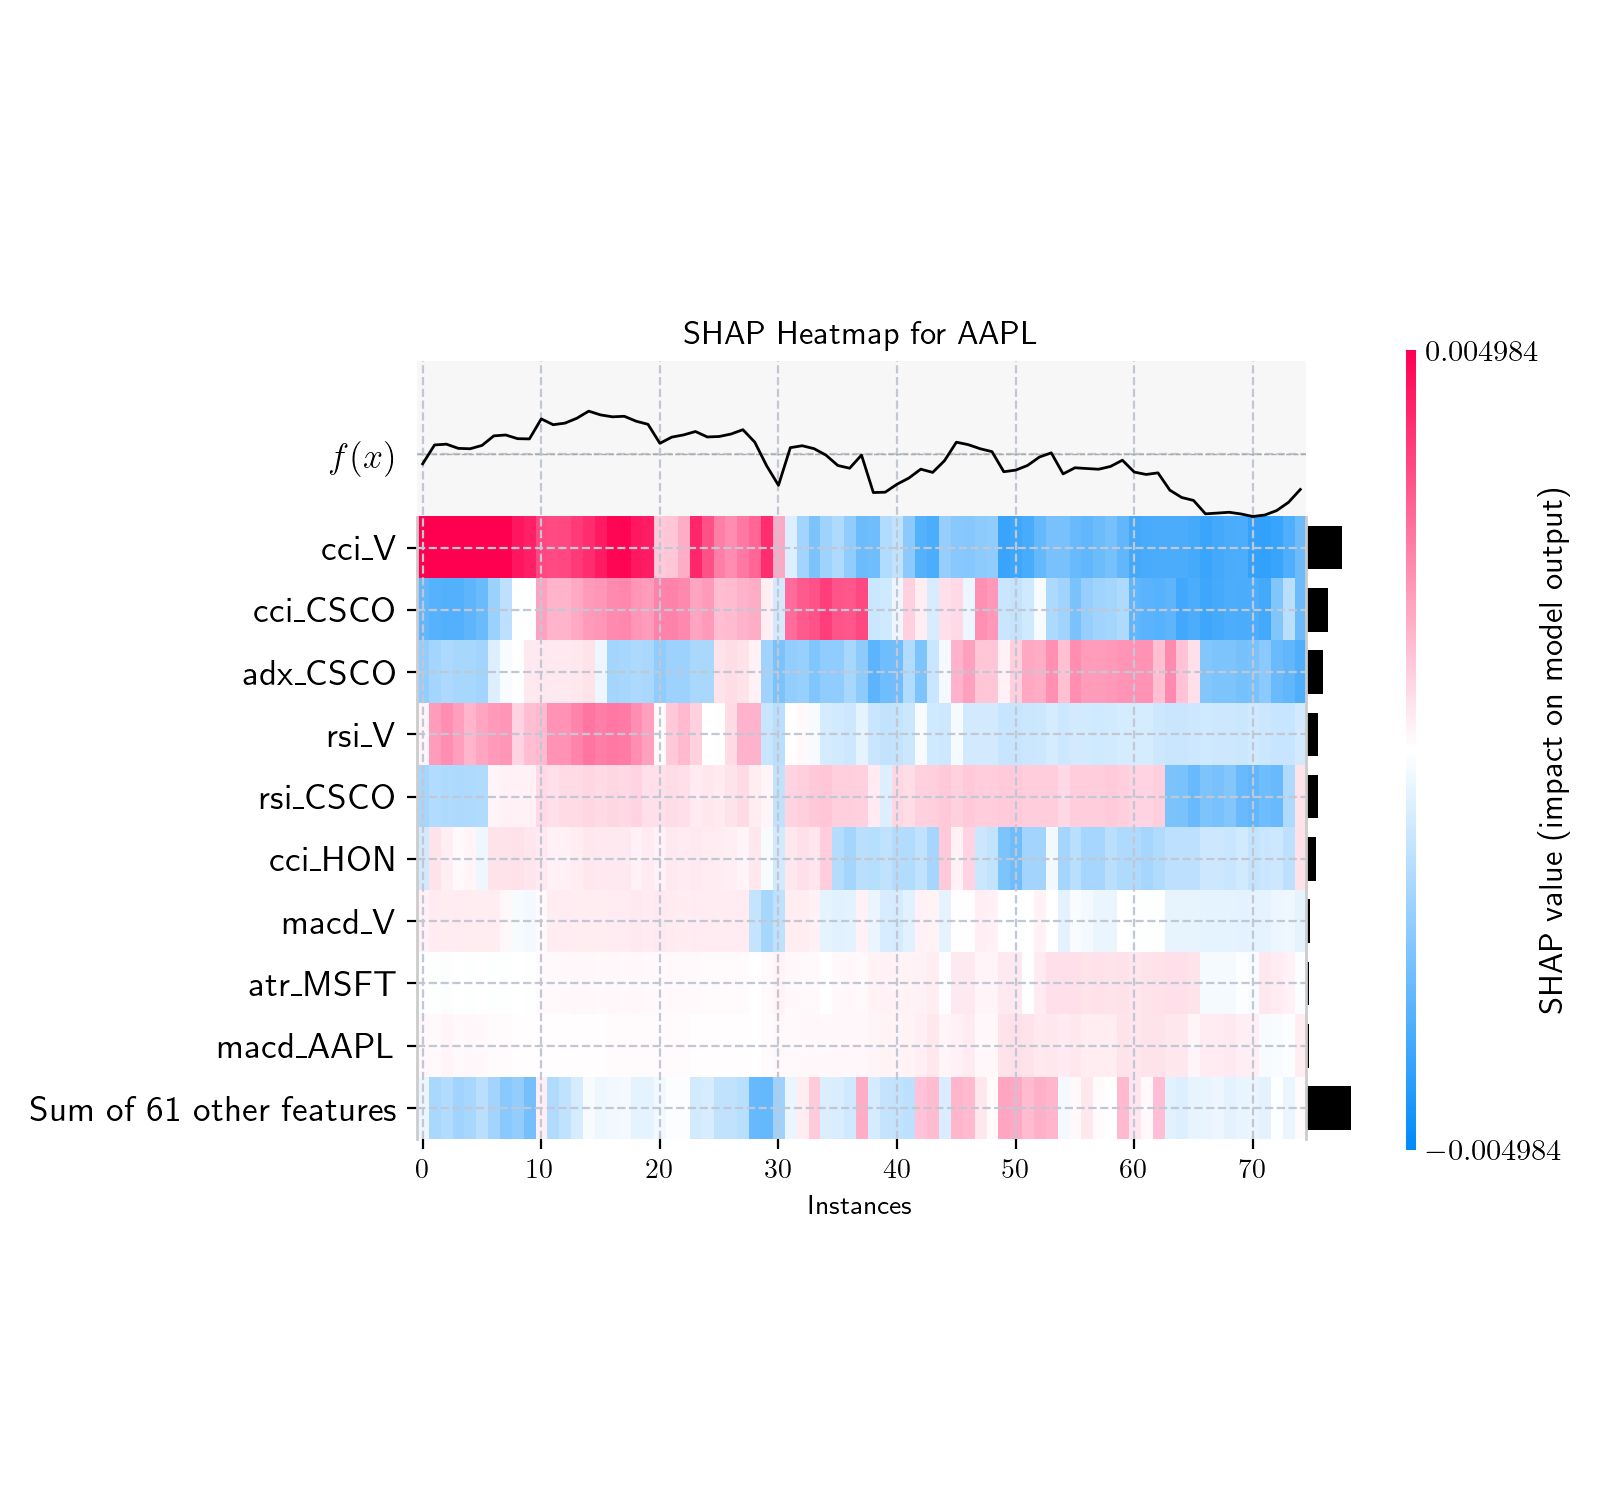 SHAP Heatmap for AAPL
f(x)
cci_V
cci_CSCO
adx_CSCO
rsi_V
rsi_CSCO
cci_HON
macd_V
atr_MSFT
macd_AAPL
Sum of 61 other features
0 10 20 30 40 50 60 70
Instances
0.004984
−0.004984
SHAP value (impact on model output)